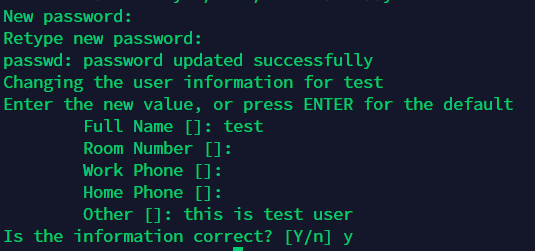 New password:
Retype new password:
passwd: password updated successfully
Changing the user information for test
Enter the new value, or press ENTER for the default
Full Name []: test
Room Number []:
Work Phone []:
Home Phone []:
Other []: this is test user
Is the information correct? [Y/n] y